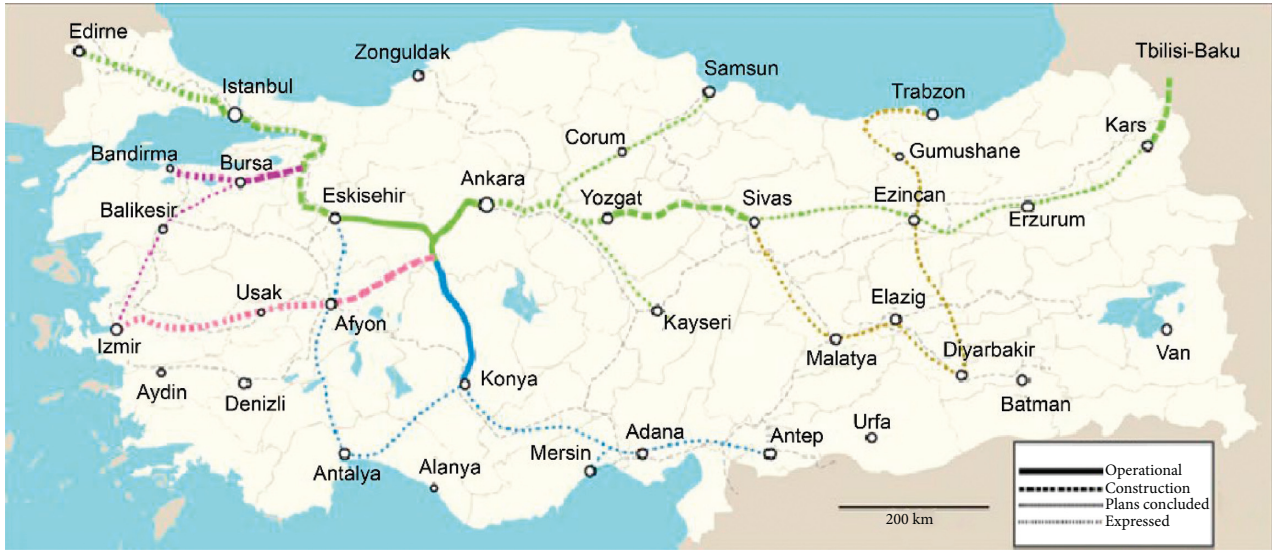 Edirne
Zonguldak
Tbilisi-Baku
Samsun
Istanbul
Trabzon
Kars
Corum
Bandirma
Bursa
Gumushane
Eskisehir
Ankara
Yozgat
Sivas
Ezincan
Balikesir
Erzurum
Usak
Elazig
Afyon
Kayseri
Izmir
Malatya
Diyarbakir
Van
Aydin
Denizli
Konya
Batman
Urfa
Adana
Antep
Mersin
Antalya
Alanya
200 km
Operational
Construction
Plans concluded
Expressed